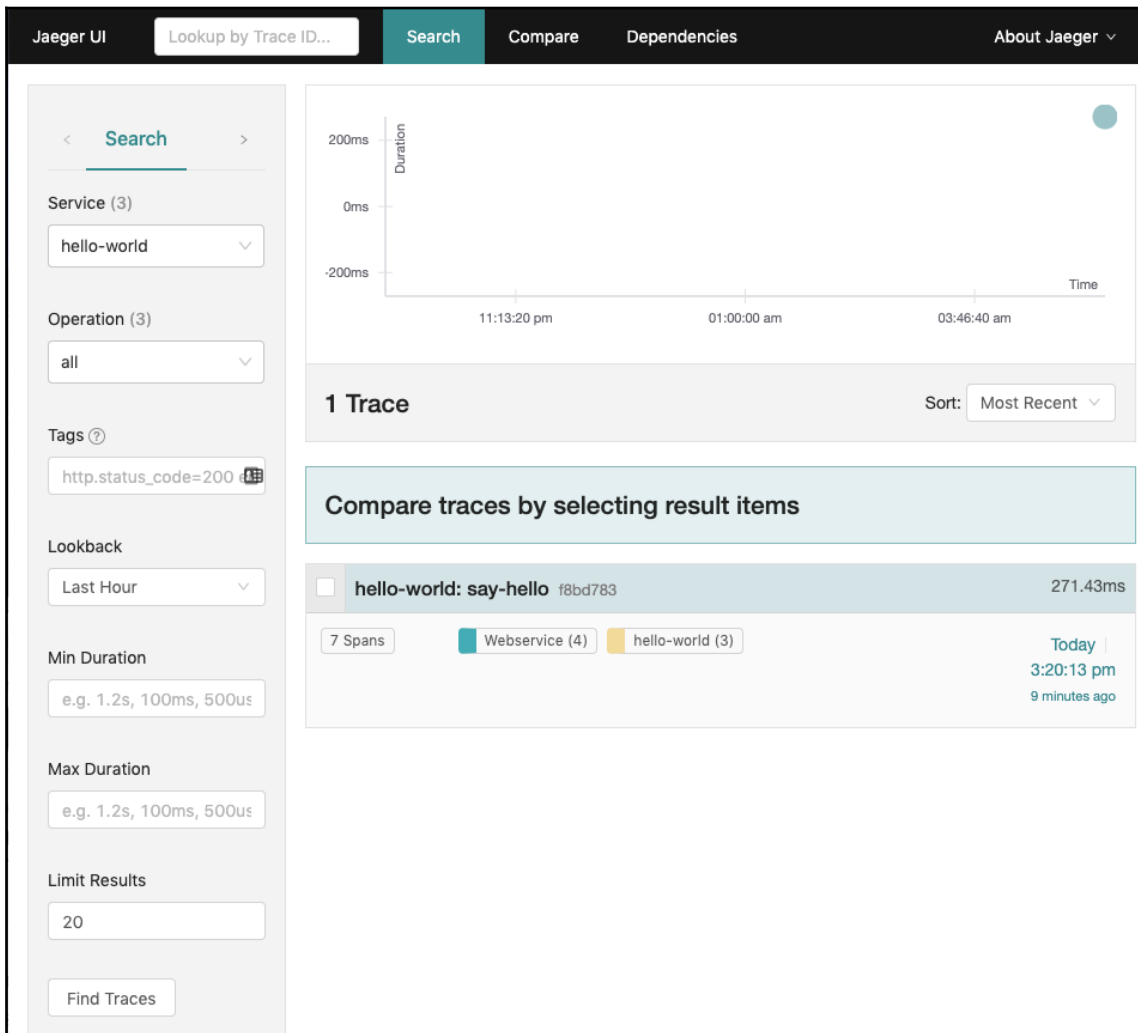 Jaeger UI
Lookup by Trace ID...
Search
Compare
Dependencies
About Jaeger
Search
Service (3)
hello-world
Operation (3)
all
Tags
http.status_code=200
Lookback
Last Hour
Min Duration
e.g. 1.2s, 100ms, 500us
Max Duration
e.g. 1.2s, 100ms, 500us
Limit Results
20
Find Traces
Duration
200ms
0ms
-200ms
Time
11:13:20 pm
01:00:00 am
03:46:40 am
1 Trace
Sort: Most Recent
Compare traces by selecting result items
hello-world: say-hello f8bd783
271.43ms
7 Spans
Webservice (4)
hello-world (3)
Today
3:20:13 pm
9 minutes ago